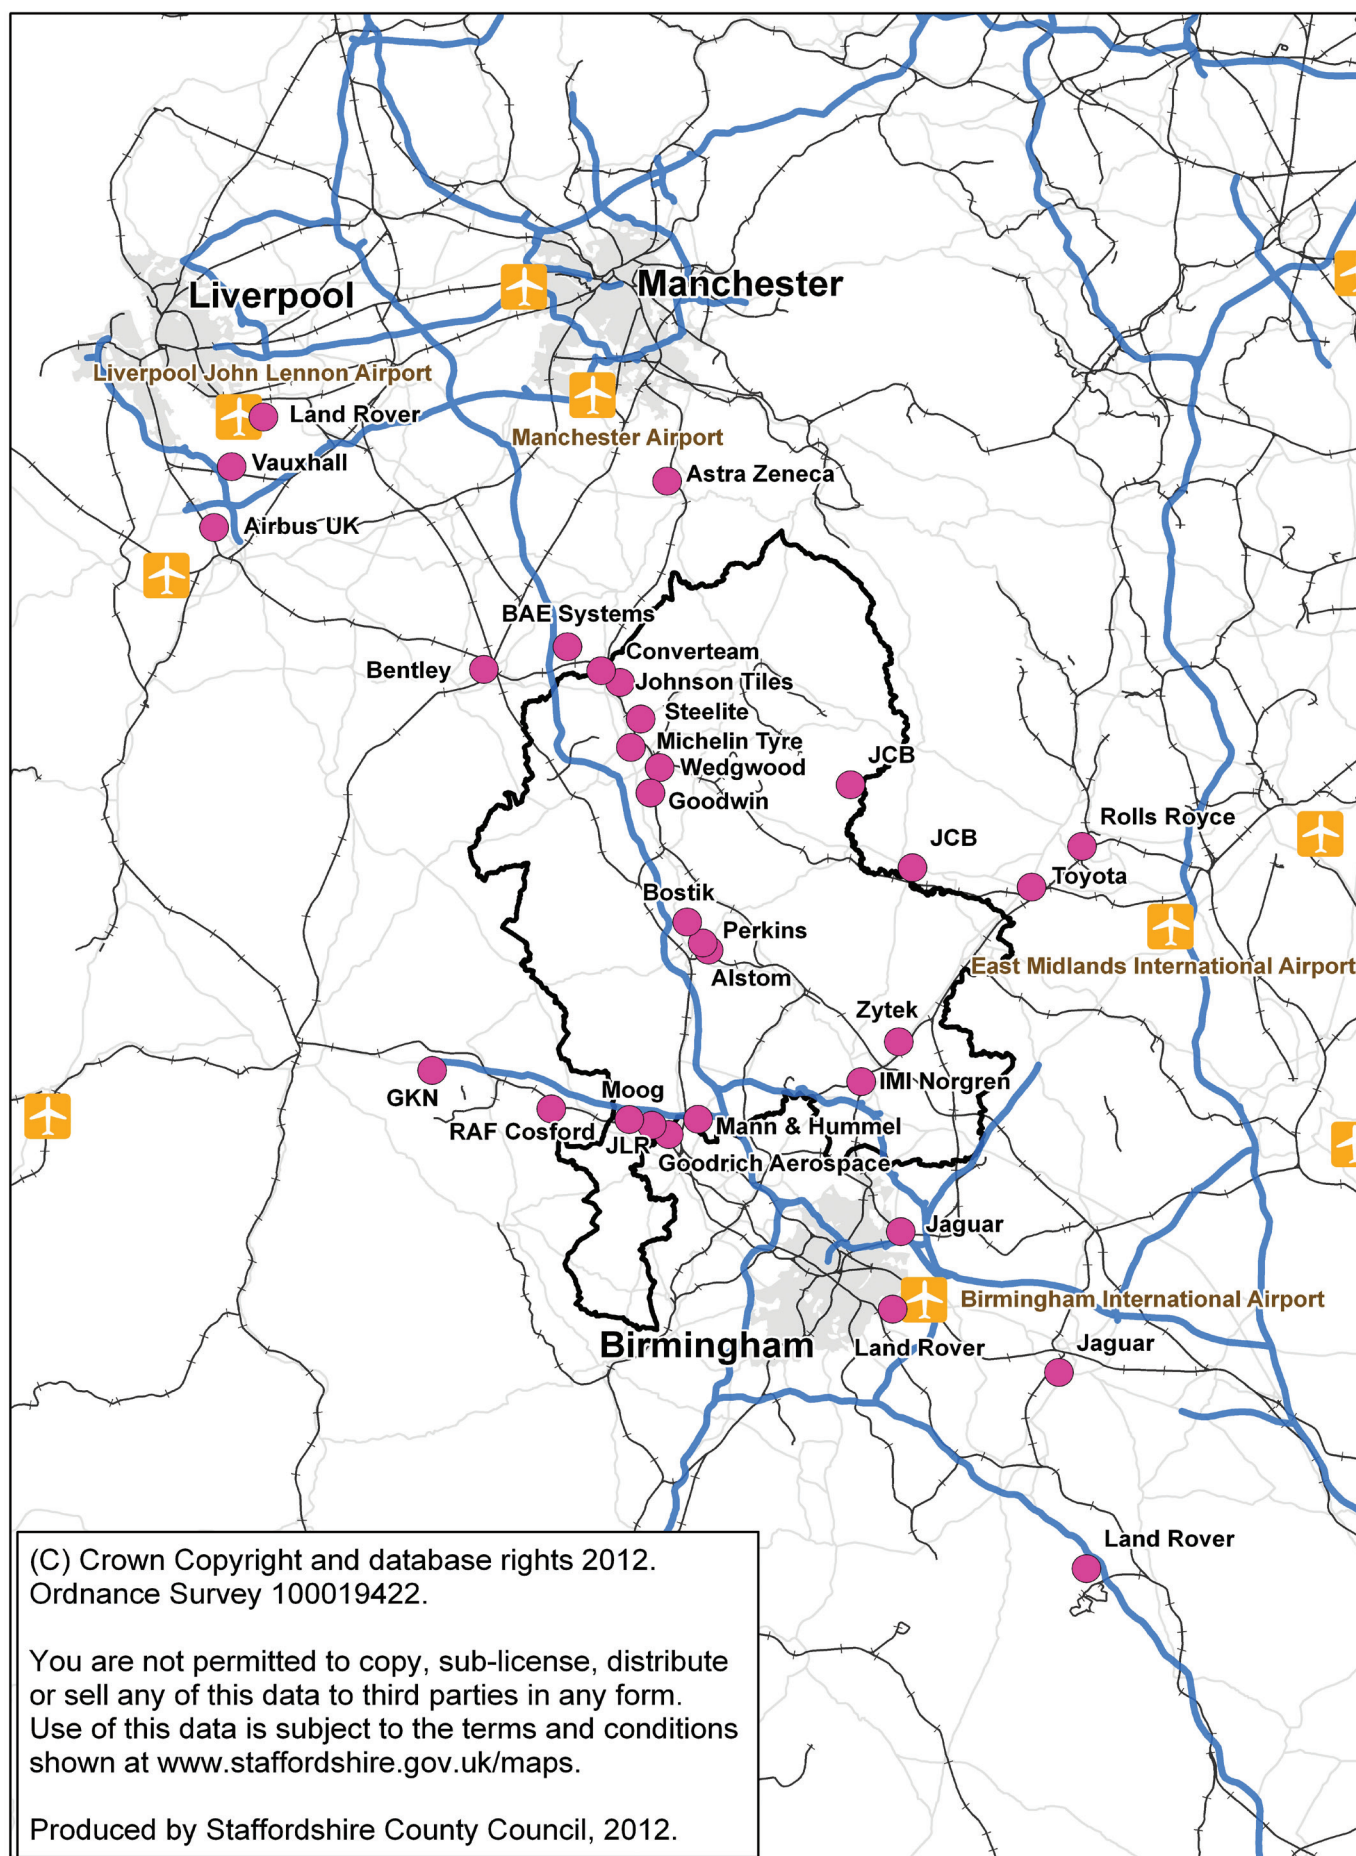 Manchester
Liverpool
Liverpool John Lennon Airport
Land Rover
Manchester Airport
Vauxhall
Astra Zeneca
Airbus UK
BAE Systems
Converteam
Bentley
Johnson Tiles
Steelite
Michelin Tyre
JCB
Wedgwood
Goodwin
Rolls Royce
JCB
Toyota
Bostik
Perkins
East Midlands International Airport
Alstom
Zytek
IMI Norgren
Moog
GKN
Mann & Hummel
RAF Cosford
JLR
Goodrich Aerospace
Jaguar
Birmingham International Airport
Birmingham
Land Rover
Jaguar
Land Rover
(C) Crown Copyright and database rights 2012.
Ordnance Survey 100019422.
You are not permitted to copy, sub-license, distribute
or sell any of this data to third parties in any form.
Use of this data is subject to the terms and conditions
shown at www.staffordshire.gov.uk/maps.
Produced by Staffordshire County Council, 2012.